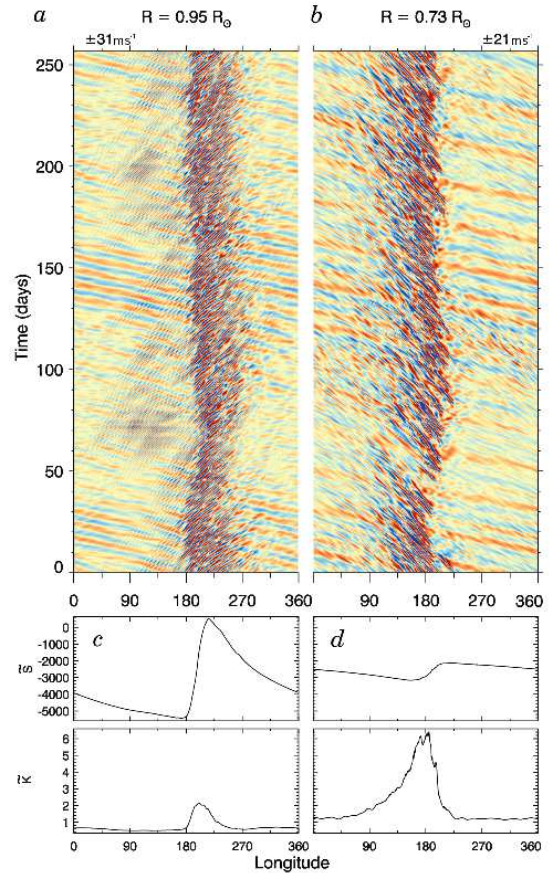 a R = 0.95 R☉ b R = 0.73 R☉
±31ms⁻¹ ±21ms⁻¹
250
200
150
100
50
0
Time (days)
0 90 180 270 360 90 180 270 360
c d
0
-1000
-2000
-3000
-4000
-5000
S̃
6
5
4
3
2
1
K̃
0 90 180 270 360 90 180 270 360
Longitude